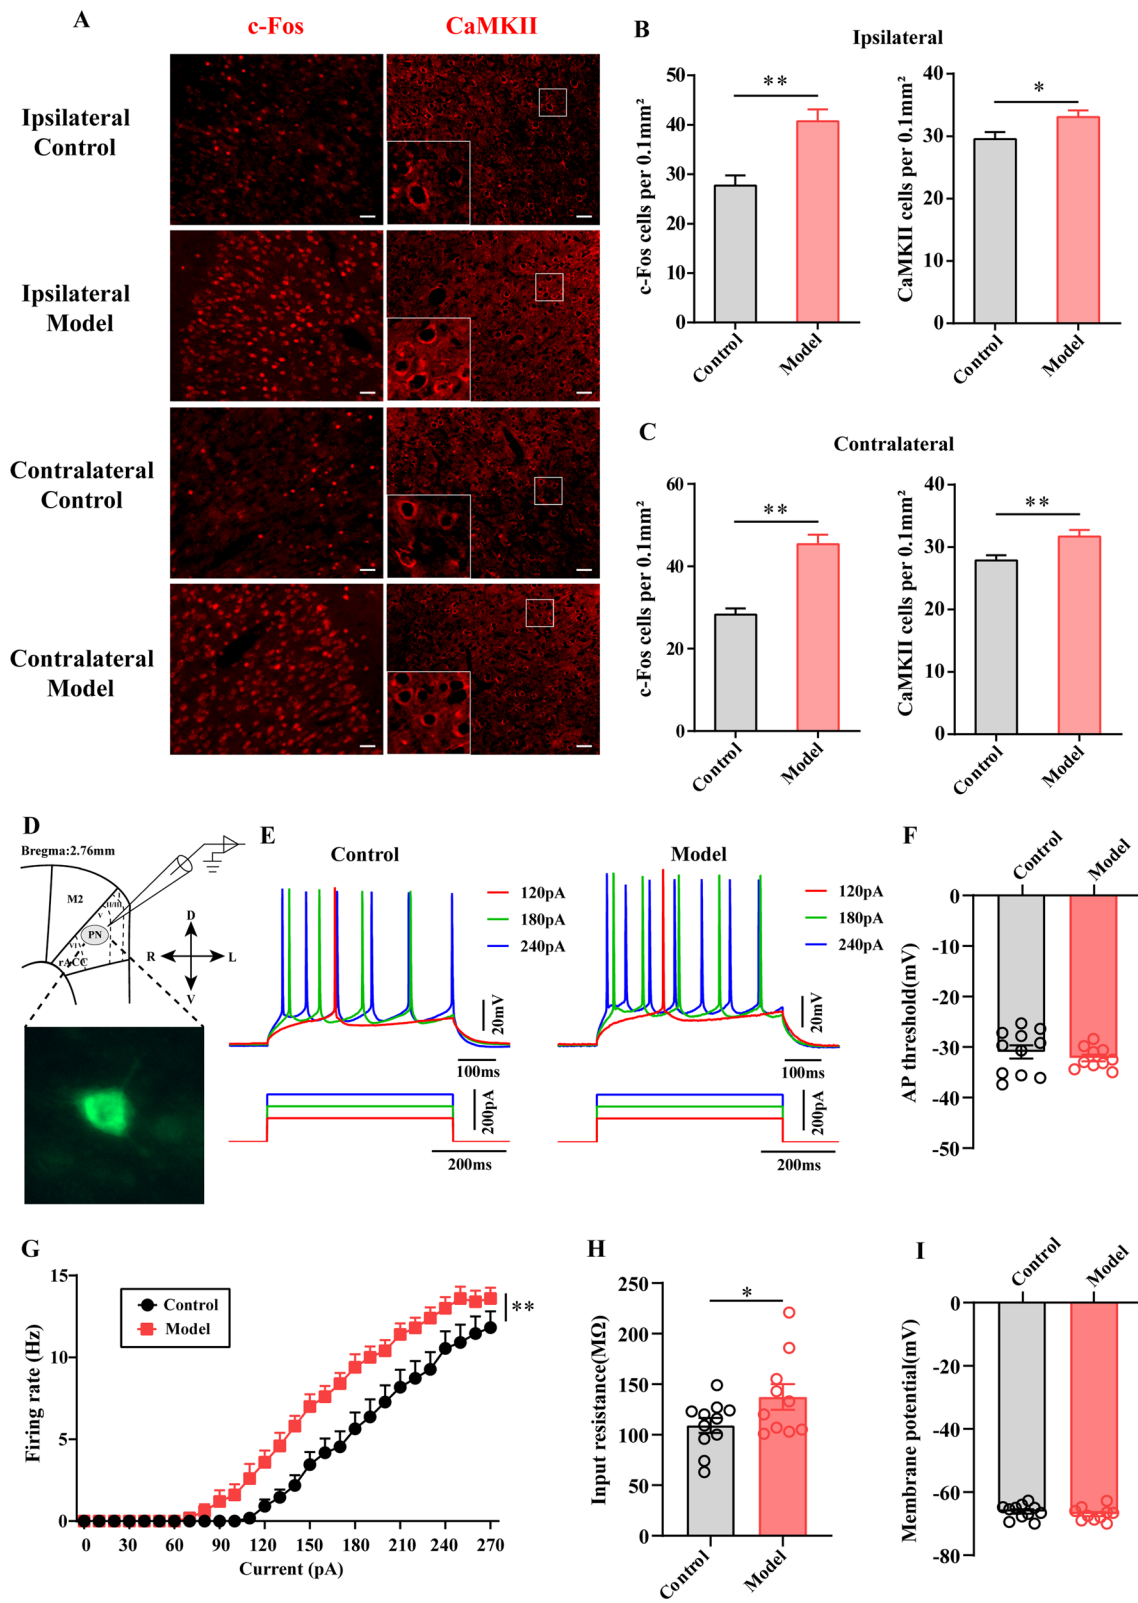 A
c-Fos
CaMKII
Ipsilateral
Control
Ipsilateral
Model
Contralateral
Control
Contralateral
Model
B
Ipsilateral
c-Fos cells per 0.1mm²
50
40
30
20
10
0
**
Control
Model
CaMKII cells per 0.1mm²
40
30
20
10
0
*
Control
Model
C
Contralateral
c-Fos cells per 0.1mm²
60
40
20
0
**
Control
Model
CaMKII cells per 0.1mm²
40
30
20
10
0
**
Control
Model
D
Bregma:2.76mm
M2
II/III
V
PN
VI
rACC
D
R
L
V
E
Control
120pA
180pA
240pA
20mV
100ms
200pA
200ms
Model
120pA
180pA
240pA
20mV
100ms
200pA
200ms
F
Control
Model
AP threshold(mV)
0
-10
-20
-30
-40
-50
G
Firing rate (Hz)
15
10
5
0
Control
Model
**
0
30
60
90
120
150
180
210
240
270
Current (pA)
H
Input resistance(MΩ)
250
200
150
100
50
0
*
Control
Model
I
Control
Model
Membrane potential(mV)
0
-20
-40
-60
-80